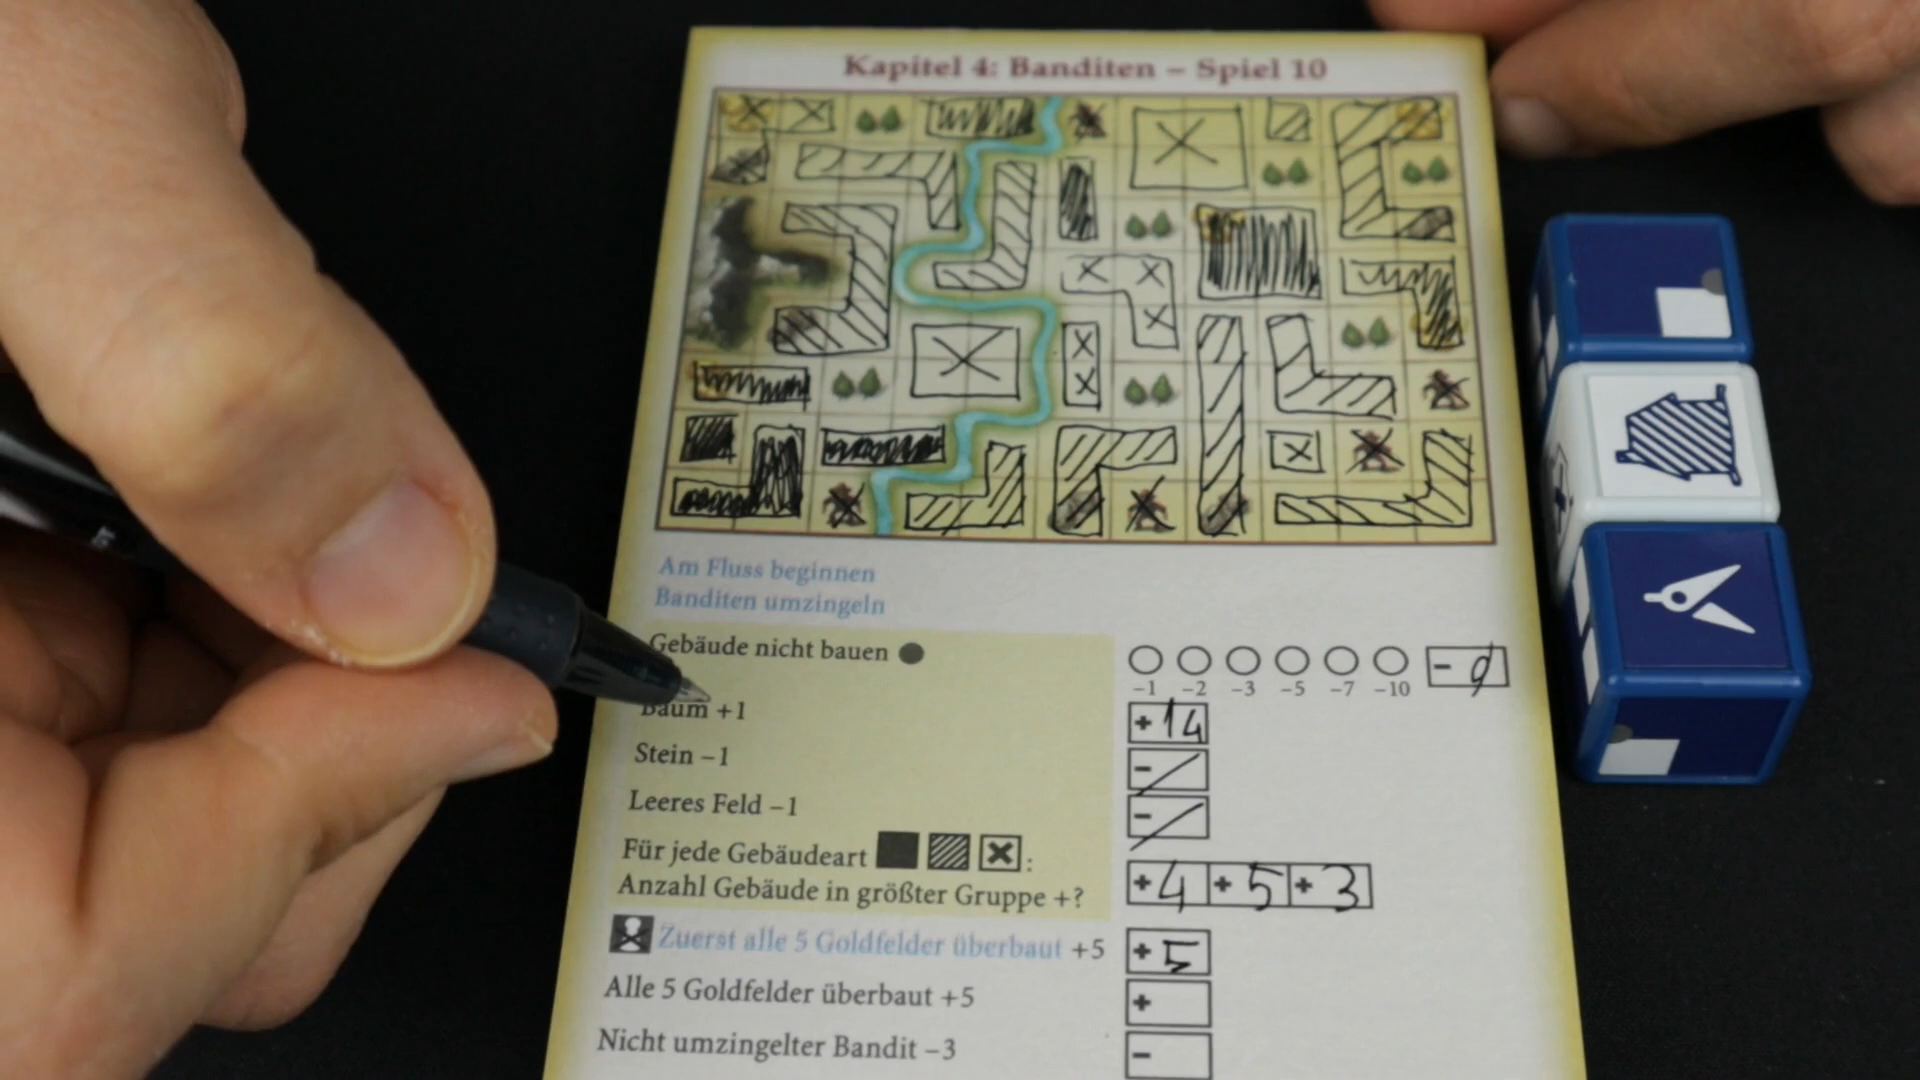 Kapitel 4: Banditen – Spiel 10
Am Fluss beginnen
Banditen umzingeln
Gebäude nicht bauen
-1 -2 -3 -5 -7 -10 - 0
Baum +1 + 14
Stein –1 -
Leeres Feld –1 -
Für jede Gebäudeart :
Anzahl Gebäude in größter Gruppe +? + 4 + 5 + 3
Zuerst alle 5 Goldfelder überbaut +5 + 5
Alle 5 Goldfelder überbaut +5 +
Nicht umzingelter Bandit –3 -